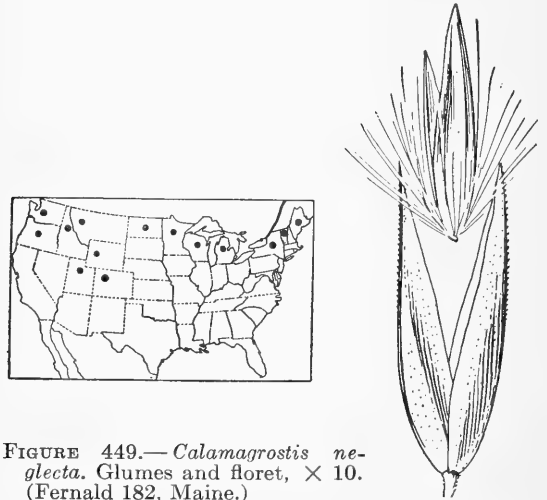 FIGURE 449.—Calamagrostis ne-
glecta. Glumes and floret, × 10.
(Fernald 182, Maine.)